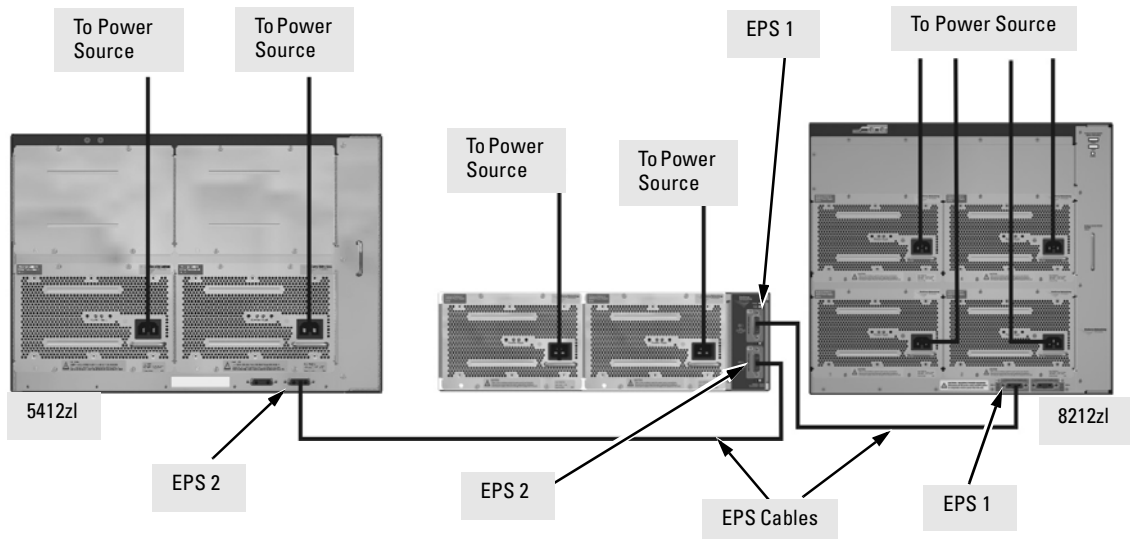 To Power
Source
To Power
Source
EPS 1
To Power Source
To Power
Source
To Power
Source
5412zl
8212zl
EPS 2
EPS 2
EPS Cables
EPS 1